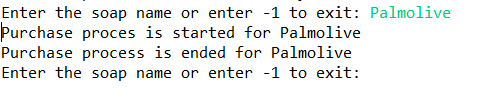 Enter the soap name or enter -1 to exit: Palmolive
Purchase proces is started for Palmolive
Purchase process is ended for Palmolive
Enter the soap name or enter -1 to exit: